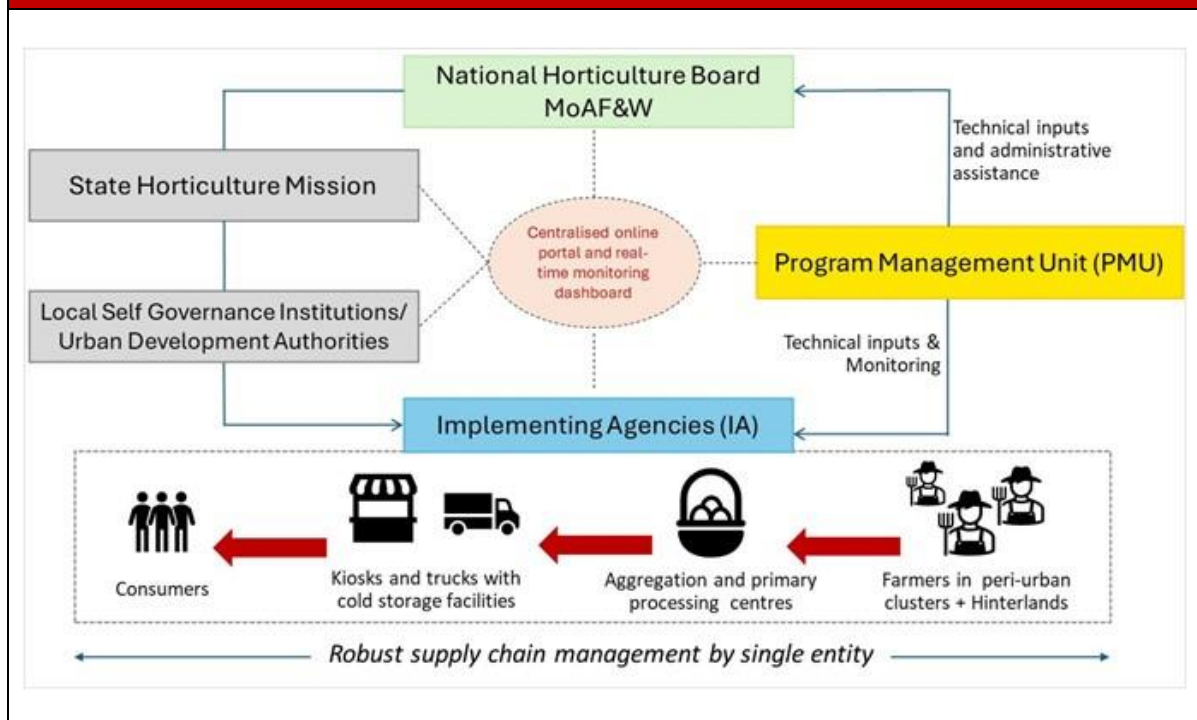 National Horticulture Board
MoAF&W
Technical inputs
and administrative
assistance
State Horticulture Mission
Centralised online
portal and real-
time monitoring
dashboard
Program Management Unit (PMU)
Local Self Governance Institutions/
Urban Development Authorities
Technical inputs &
Monitoring
Implementing Agencies (IA)
Consumers
Kiosks and trucks with
cold storage facilities
Aggregation and primary
processing centres
Farmers in peri-urban
clusters + Hinterlands
Robust supply chain management by single entity